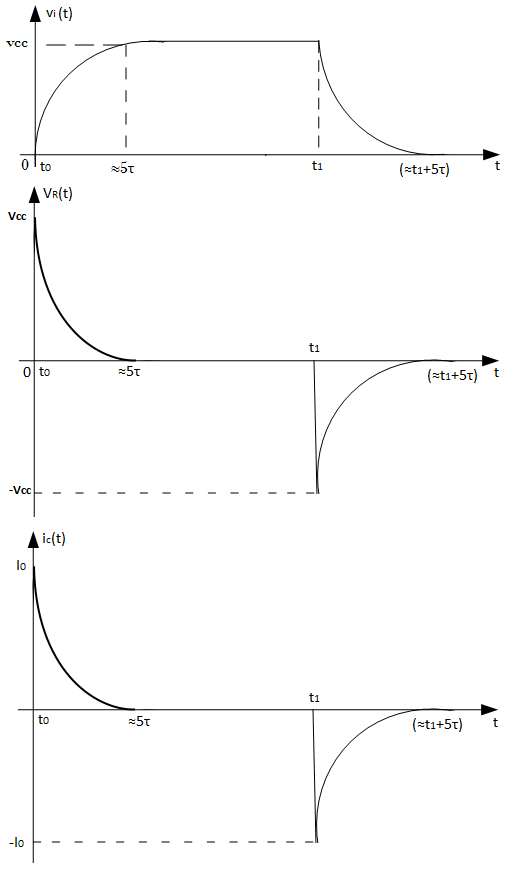 vi(t)
vcc
0 t0 ≈5τ t1 (≈t1+5τ) t
VR(t)
Vcc
t1
0 t0 ≈5τ (≈t1+5τ) t
-Vcc
ic(t)
I0
t1
t0 ≈5τ (≈t1+5τ) t
-I0